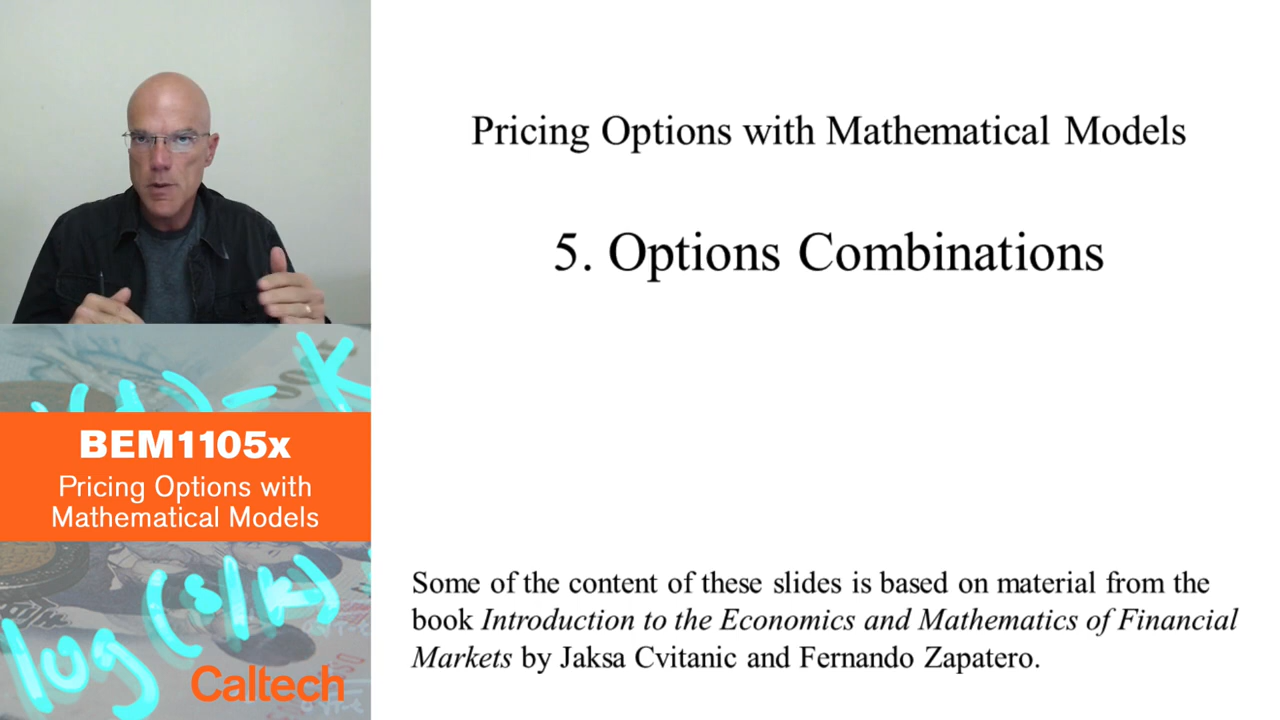 Pricing Options with Mathematical Models
5. Options Combinations
Some of the content of these slides is based on material from the
book Introduction to the Economics and Mathematics of Financial
Markets by Jaksa Cvitanic and Fernando Zapatero.
- K
BEM1105x
Pricing Options with
Mathematical Models
log (s/k)
Caltech